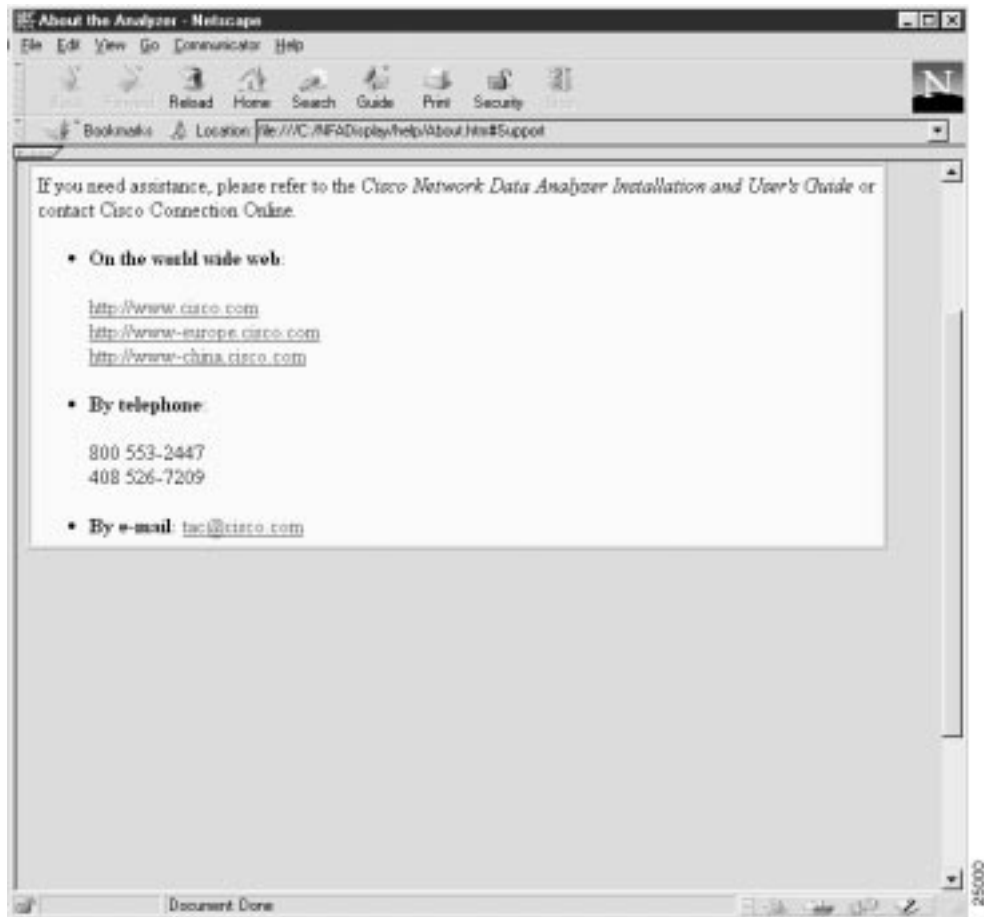 About the Analyzer - Netscape
File Edit View Go Communicator Help
Reload Home Search Guide Print Security
Bookmarks Location: file:///C:/NFADisplay/help/About.htm#Support
N
If you need assistance, please refer to the Cisco Network Data Analyzer Installation and User's Guide or
contact Cisco Connection Online.
• On the world wide web:
http://www.cisco.com
http://www-europe.cisco.com
http://www-china.cisco.com
• By telephone:
800 553-2447
408 526-7209
• By e-mail: tac@cisco.com
Document Done
25000